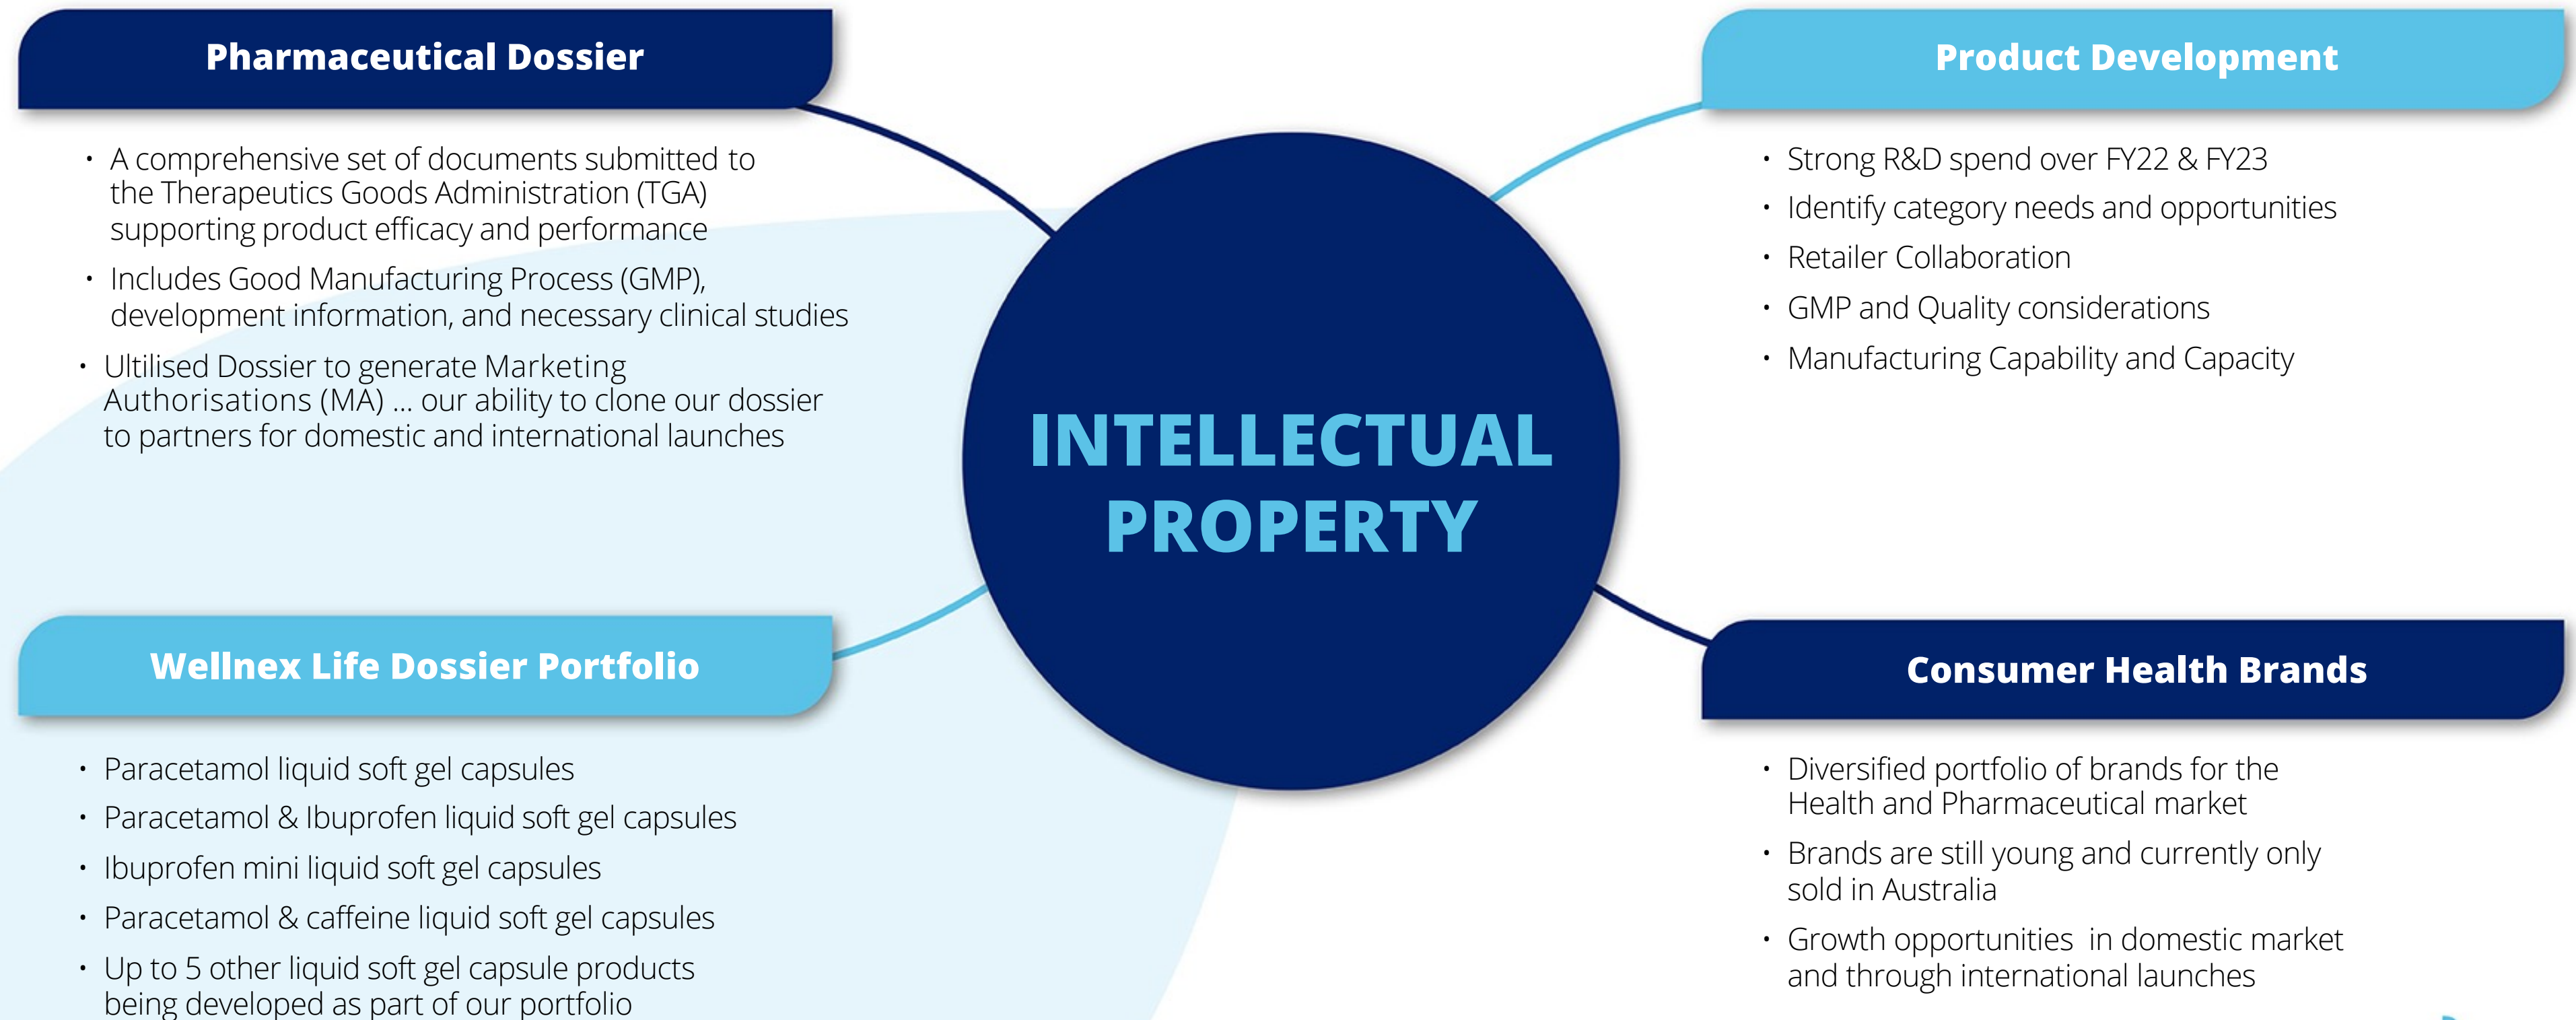 Pharmaceutical Dossier
• A comprehensive set of documents submitted to
the Therapeutics Goods Administration (TGA)
supporting product efficacy and performance
• Includes Good Manufacturing Process (GMP),
development information, and necessary clinical studies
• Ultilised Dossier to generate Marketing
Authorisations (MA) ... our ability to clone our dossier
to partners for domestic and international launches
Product Development
• Strong R&D spend over FY22 & FY23
• Identify category needs and opportunities
• Retailer Collaboration
• GMP and Quality considerations
• Manufacturing Capability and Capacity
INTELLECTUAL
PROPERTY
Wellnex Life Dossier Portfolio
• Paracetamol liquid soft gel capsules
• Paracetamol & Ibuprofen liquid soft gel capsules
• Ibuprofen mini liquid soft gel capsules
• Paracetamol & caffeine liquid soft gel capsules
• Up to 5 other liquid soft gel capsule products
being developed as part of our portfolio
Consumer Health Brands
• Diversified portfolio of brands for the
Health and Pharmaceutical market
• Brands are still young and currently only
sold in Australia
• Growth opportunities  in domestic market
and through international launches